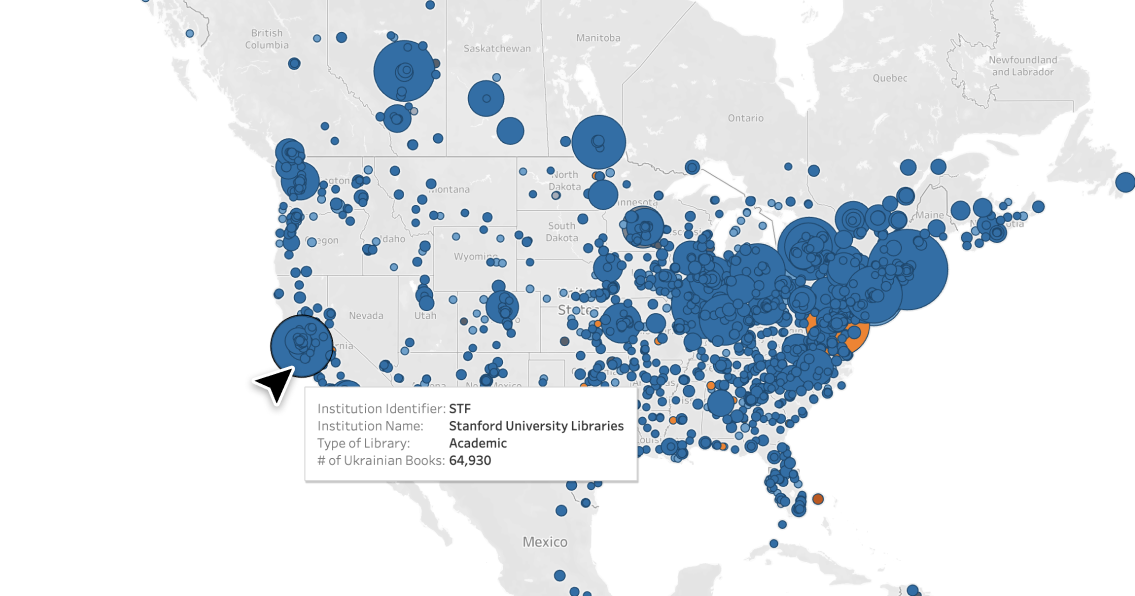 British
Columbia
Saskatchewan
Manitoba
Newfoundland
and Labrador
Quebec
Ontario
North
Dakota
Montana
Maine
South
Dakota
Idaho
Wyoming
Nevada
Utah
Institution Identifier: STF
Institution Name: Stanford University Libraries
Type of Library: Academic
# of Ukrainian Books: 64,930
Mexico